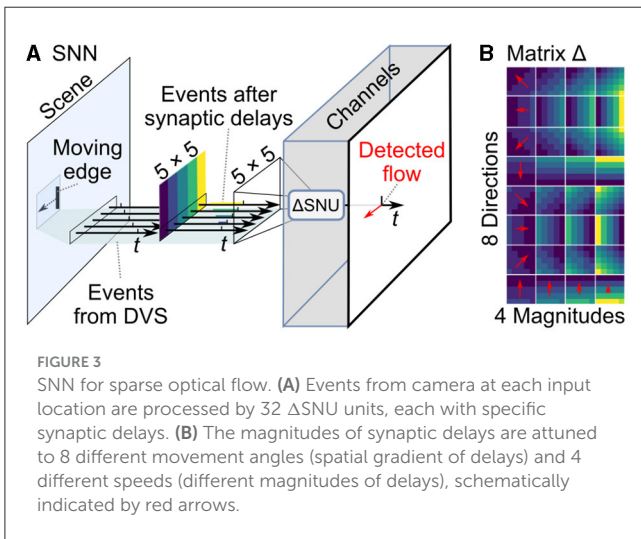 A SNN
Scene
Moving
edge
Events after
synaptic delays
5 × 5
5 × 5
Channels
ΔSNU
Detected
flow
t
t
t
Events
from DVS
B Matrix Δ
8 Directions
4 Magnitudes
FIGURE 3
SNN for sparse optical flow. (A) Events from camera at each input
location are processed by 32 ΔSNU units, each with specific
synaptic delays. (B) The magnitudes of synaptic delays are attuned
to 8 different movement angles (spatial gradient of delays) and 4
different speeds (different magnitudes of delays), schematically
indicated by red arrows.